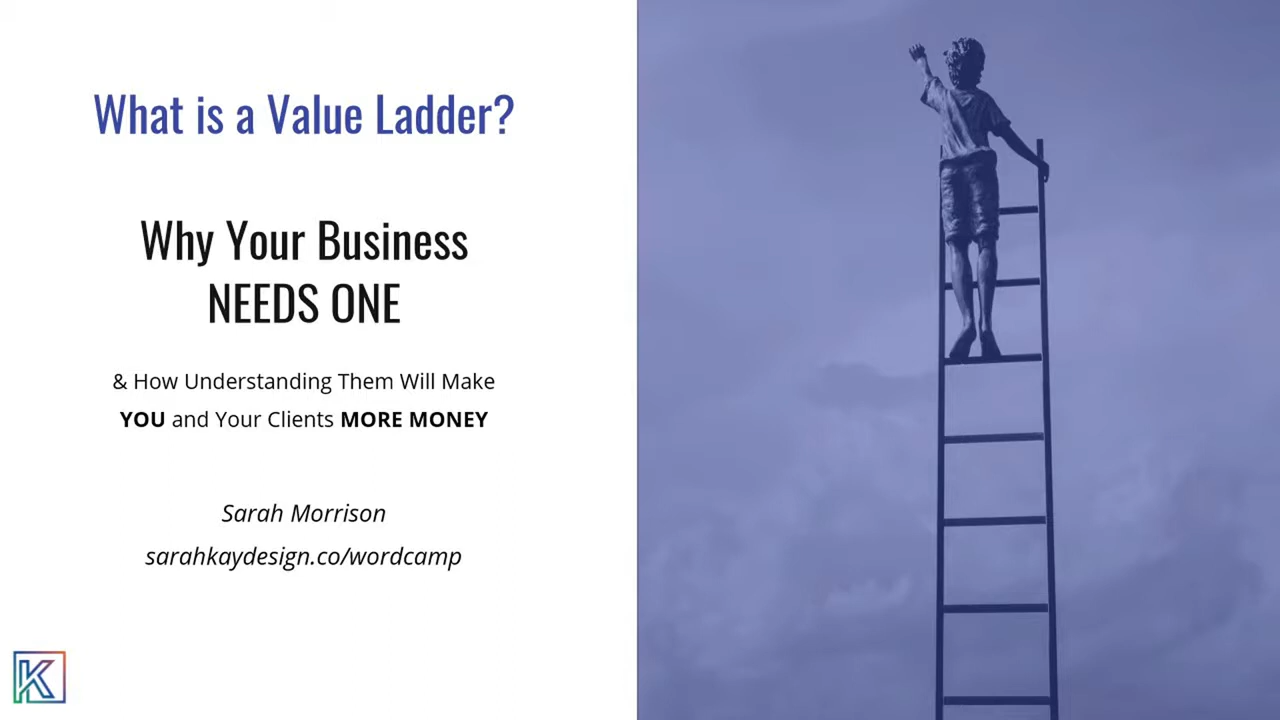 What is a Value Ladder?
Why Your Business
NEEDS ONE
& How Understanding Them Will Make
YOU and Your Clients MORE MONEY
Sarah Morrison
sarahkaydesign.co/wordcamp
K